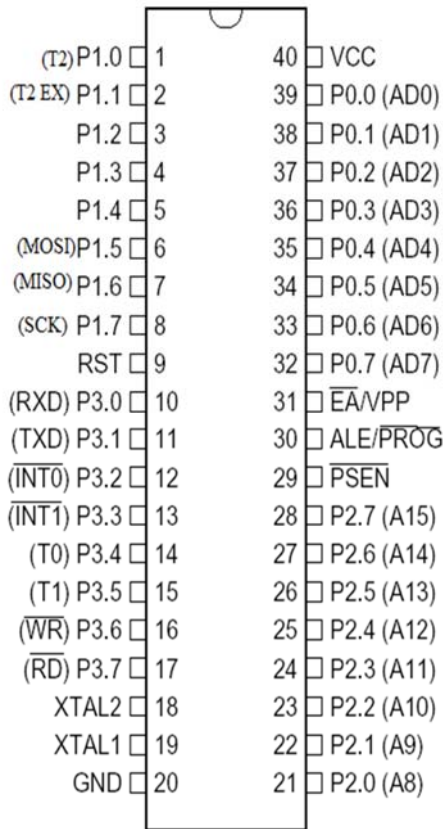 (T2) P1.0 1 40 VCC
(T2 EX) P1.1 2 39 P0.0 (AD0)
P1.2 3 38 P0.1 (AD1)
P1.3 4 37 P0.2 (AD2)
P1.4 5 36 P0.3 (AD3)
(MOSI)P1.5 6 35 P0.4 (AD4)
(MISO) P1.6 7 34 P0.5 (AD5)
(SCK) P1.7 8 33 P0.6 (AD6)
RST 9 32 P0.7 (AD7)
(RXD) P3.0 10 31 E̅A̅/VPP
(TXD) P3.1 11 30 ALE/P̅R̅O̅G̅
(I̅N̅T̅0̅) P3.2 12 29 P̅S̅E̅N̅
(I̅N̅T̅1̅) P3.3 13 28 P2.7 (A15)
(T0) P3.4 14 27 P2.6 (A14)
(T1) P3.5 15 26 P2.5 (A13)
(W̅R̅) P3.6 16 25 P2.4 (A12)
(R̅D̅) P3.7 17 24 P2.3 (A11)
XTAL2 18 23 P2.2 (A10)
XTAL1 19 22 P2.1 (A9)
GND 20 21 P2.0 (A8)